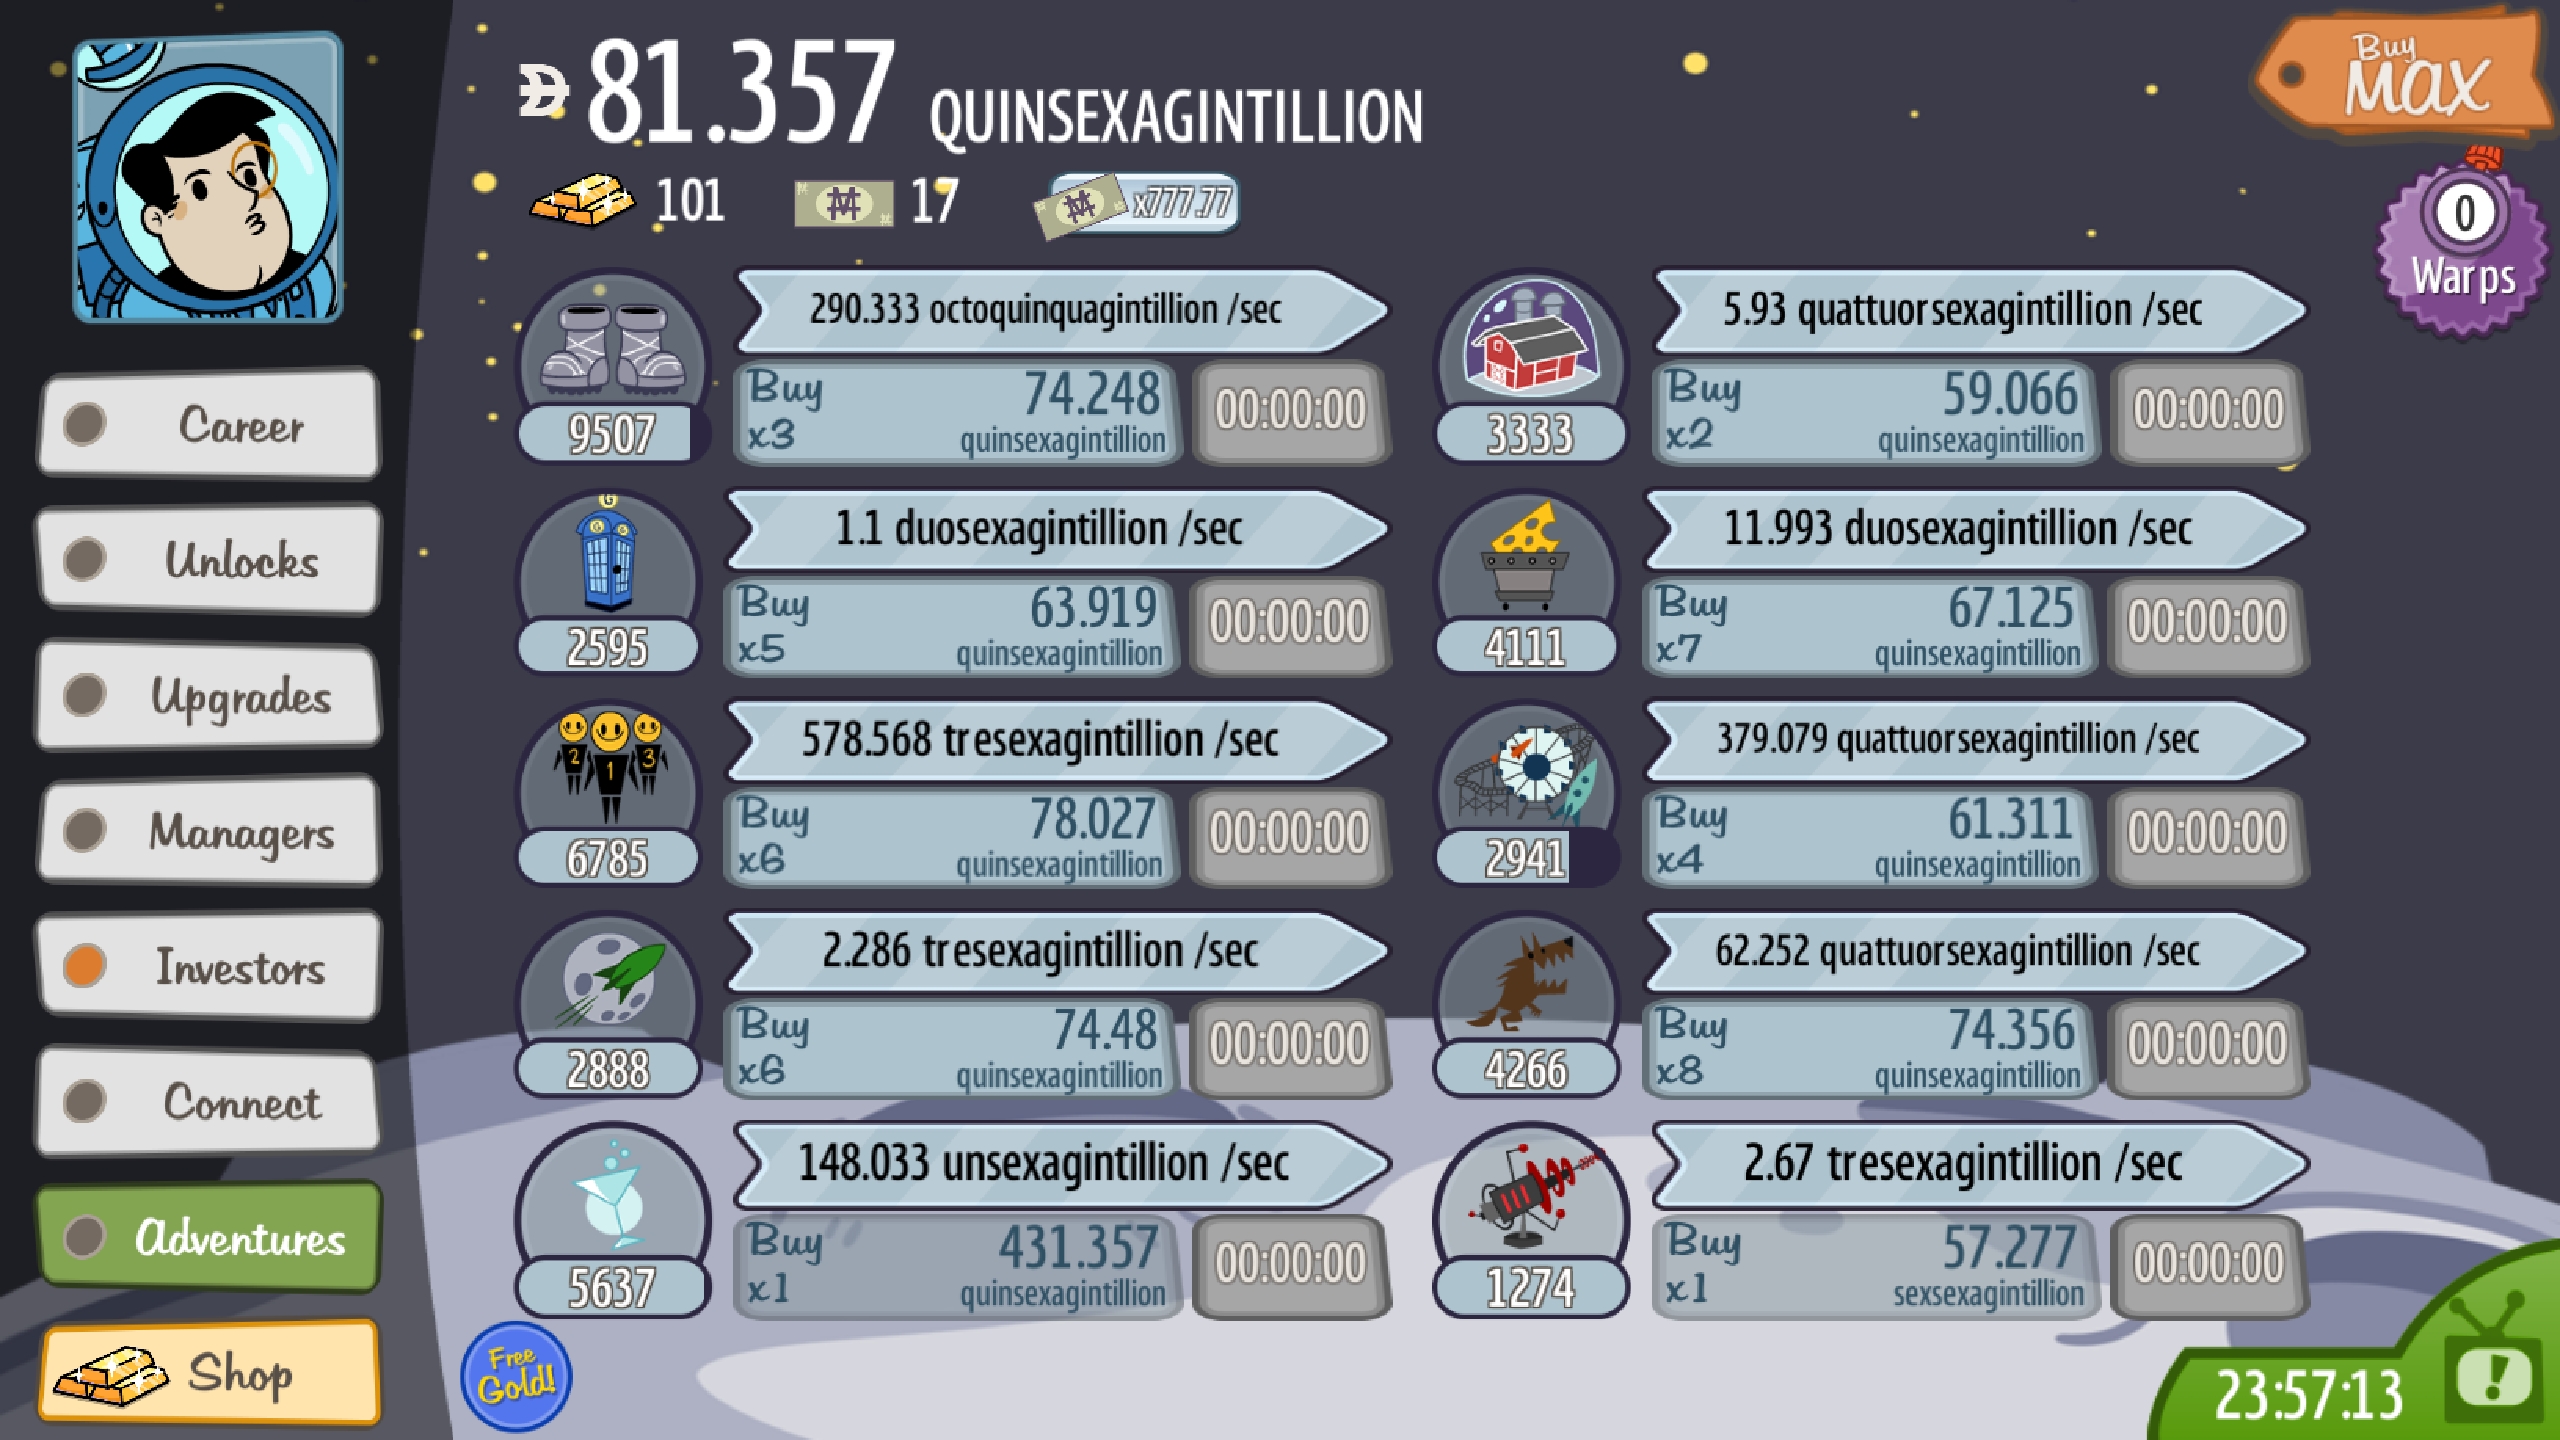 81.357 QUINSEXAGINTILLION
Buy
MAX
101
17
x777.77
0
Warps
Career
Unlocks
Upgrades
Managers
Investors
Connect
Adventures
Shop
290.333 octoquinquagintillion /sec
9507
Buy
x3
74.248
quinsexagintillion
00:00:00
5.93 quattuorsexagintillion /sec
3333
Buy
x2
59.066
quinsexagintillion
00:00:00
G
G G
1.1 duosexagintillion /sec
2595
Buy
x5
63.919
quinsexagintillion
00:00:00
11.993 duosexagintillion /sec
4111
Buy
x7
67.125
quinsexagintillion
00:00:00
2 1 3
578.568 tresexagintillion /sec
6785
Buy
x6
78.027
quinsexagintillion
00:00:00
379.079 quattuorsexagintillion /sec
2941
Buy
x4
61.311
quinsexagintillion
00:00:00
2.286 tresexagintillion /sec
2888
Buy
x6
74.48
quinsexagintillion
00:00:00
62.252 quattuorsexagintillion /sec
4266
Buy
x8
74.356
quinsexagintillion
00:00:00
148.033 unsexagintillion /sec
5637
Buy
x1
431.357
quinsexagintillion
00:00:00
2.67 tresexagintillion /sec
1274
Buy
x1
57.277
sexsexagintillion
00:00:00
Free
Gold!
23:57:13
!